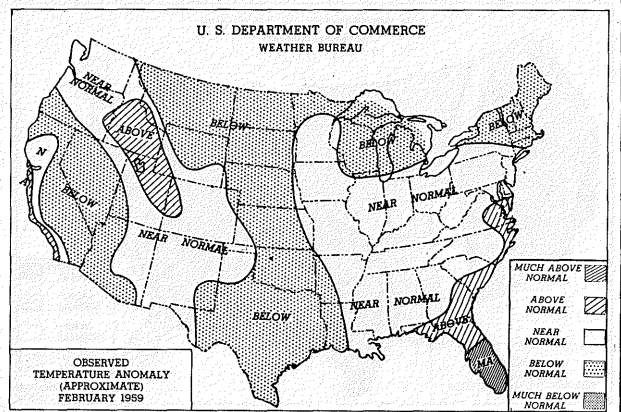 U. S. DEPARTMENT OF COMMERCE
WEATHER BUREAU
NEAR
NORMAL
ABOVE
BELOW
BELOW
BELOW
N
A
BELOW
NEAR NORMAL
NEAR NORMAL
BELOW
NEAR NORMAL
ABOVE
MA
MUCH ABOVE
NORMAL
ABOVE
NORMAL
NEAR
NORMAL
BELOW
NORMAL
MUCH BELOW
NORMAL
OBSERVED
TEMPERATURE ANOMALY
(APPROXIMATE)
FEBRUARY 1959